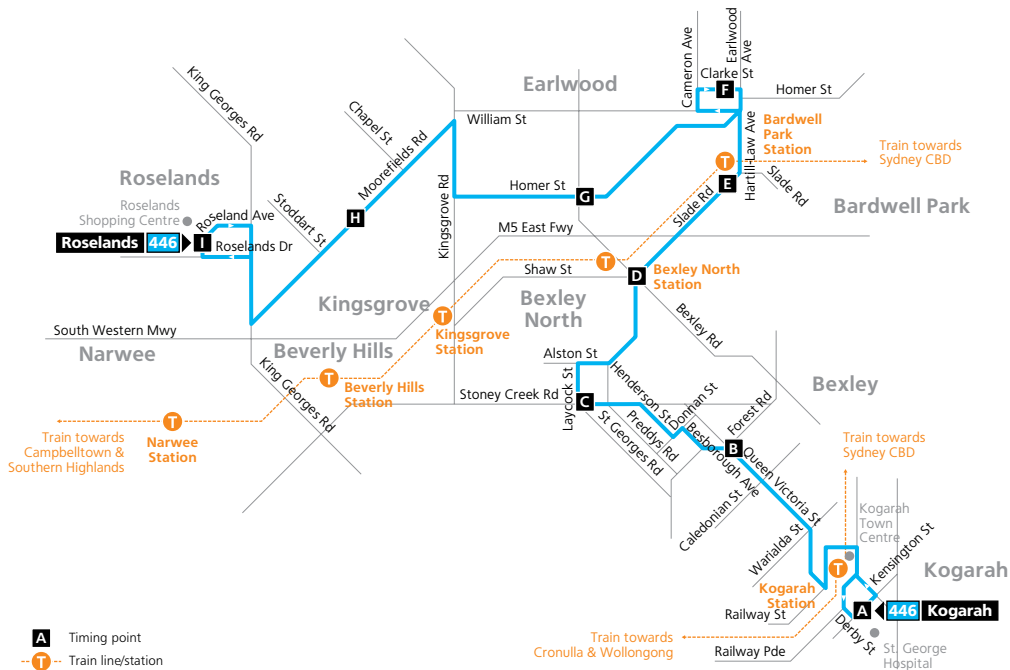 Cameron Ave
Earlwood
Ave
Clarke St
F
Homer St
Earlwood
King Georges Rd
Chapel St
Moorefields Rd
William St
Bardwell
Park
Station
Hartill-Law Ave
Train towards
Sydney CBD
Roselands
Roselands
Shopping Centre
Roseland Ave
Stoddart St
H
Kingsgrove Rd
Homer St
G
E
Slade Rd
Slade Rd
Bardwell Park
Roselands
446
I
Roselands Dr
M5 East Fwy
T
T
Shaw St
D
Bexley North
Station
Kingsgrove
Bexley
North
South Western Mwy
T
Kingsgrove
Station
Bexley Rd
Narwee
Beverly Hills
Alston St
Bexley
T
Beverly Hills
Station
King Georges Rd
Stoney Creek Rd
Laycock St
C
Henderson St
Donnan St
Forest Rd
T
Narwee
Station
Train towards
Campbelltown &
Southern Highlands
St Georges Rd
Preddys Rd
Besborough Ave
B
Queen Victoria St
Train towards
Sydney CBD
Caledonian St
Warialda St
Kogarah
Town
Centre
Kensington St
T
Kogarah
Kogarah
Station
A
446
Kogarah
Railway St
Derby St
Train towards
Cronulla & Wollongong
Railway Pde
St. George
Hospital
A
Timing point
T
Train line/station